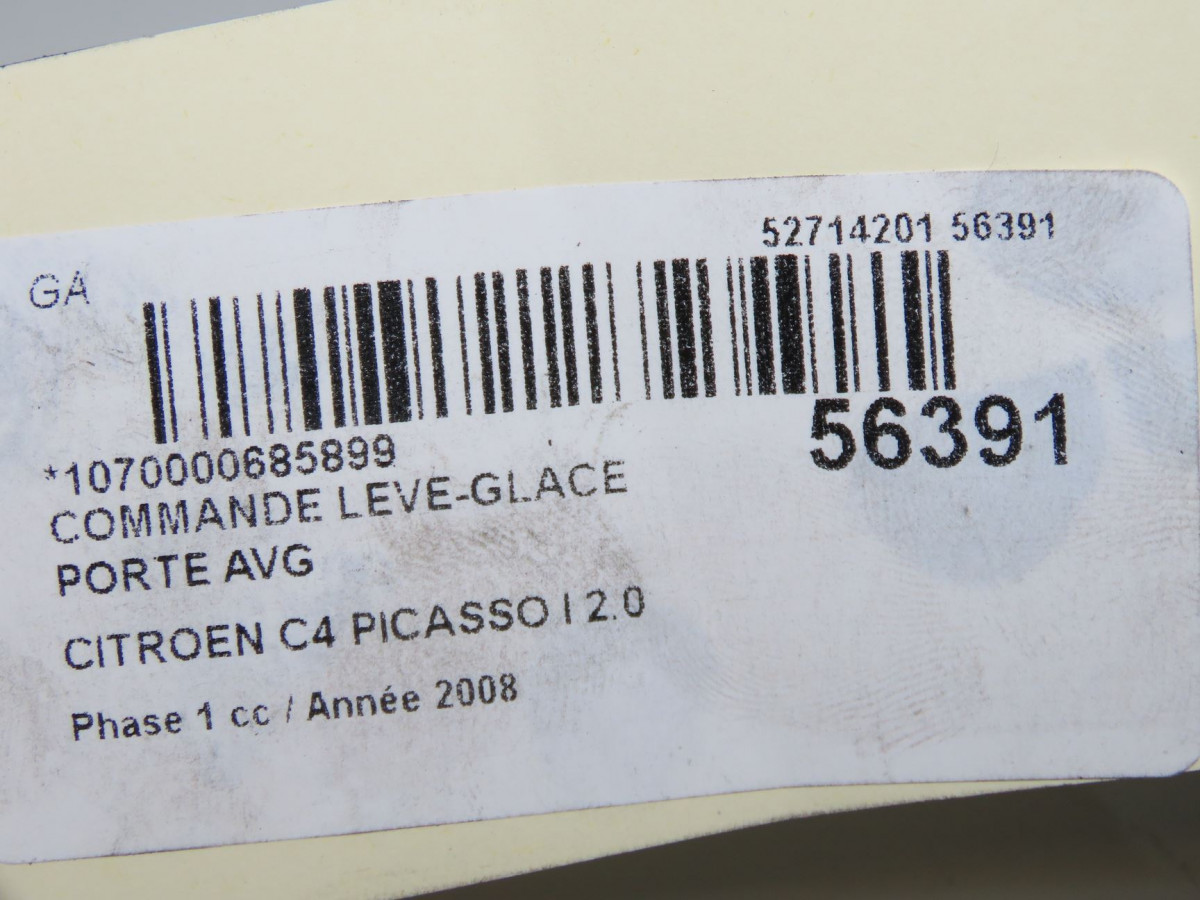 52714201 56391
GA
56391
*1070000685899
COMMANDE LEVE-GLACE
PORTE AVG
CITROEN C4 PICASSO I 2.0
Phase 1 cc / Année 2008